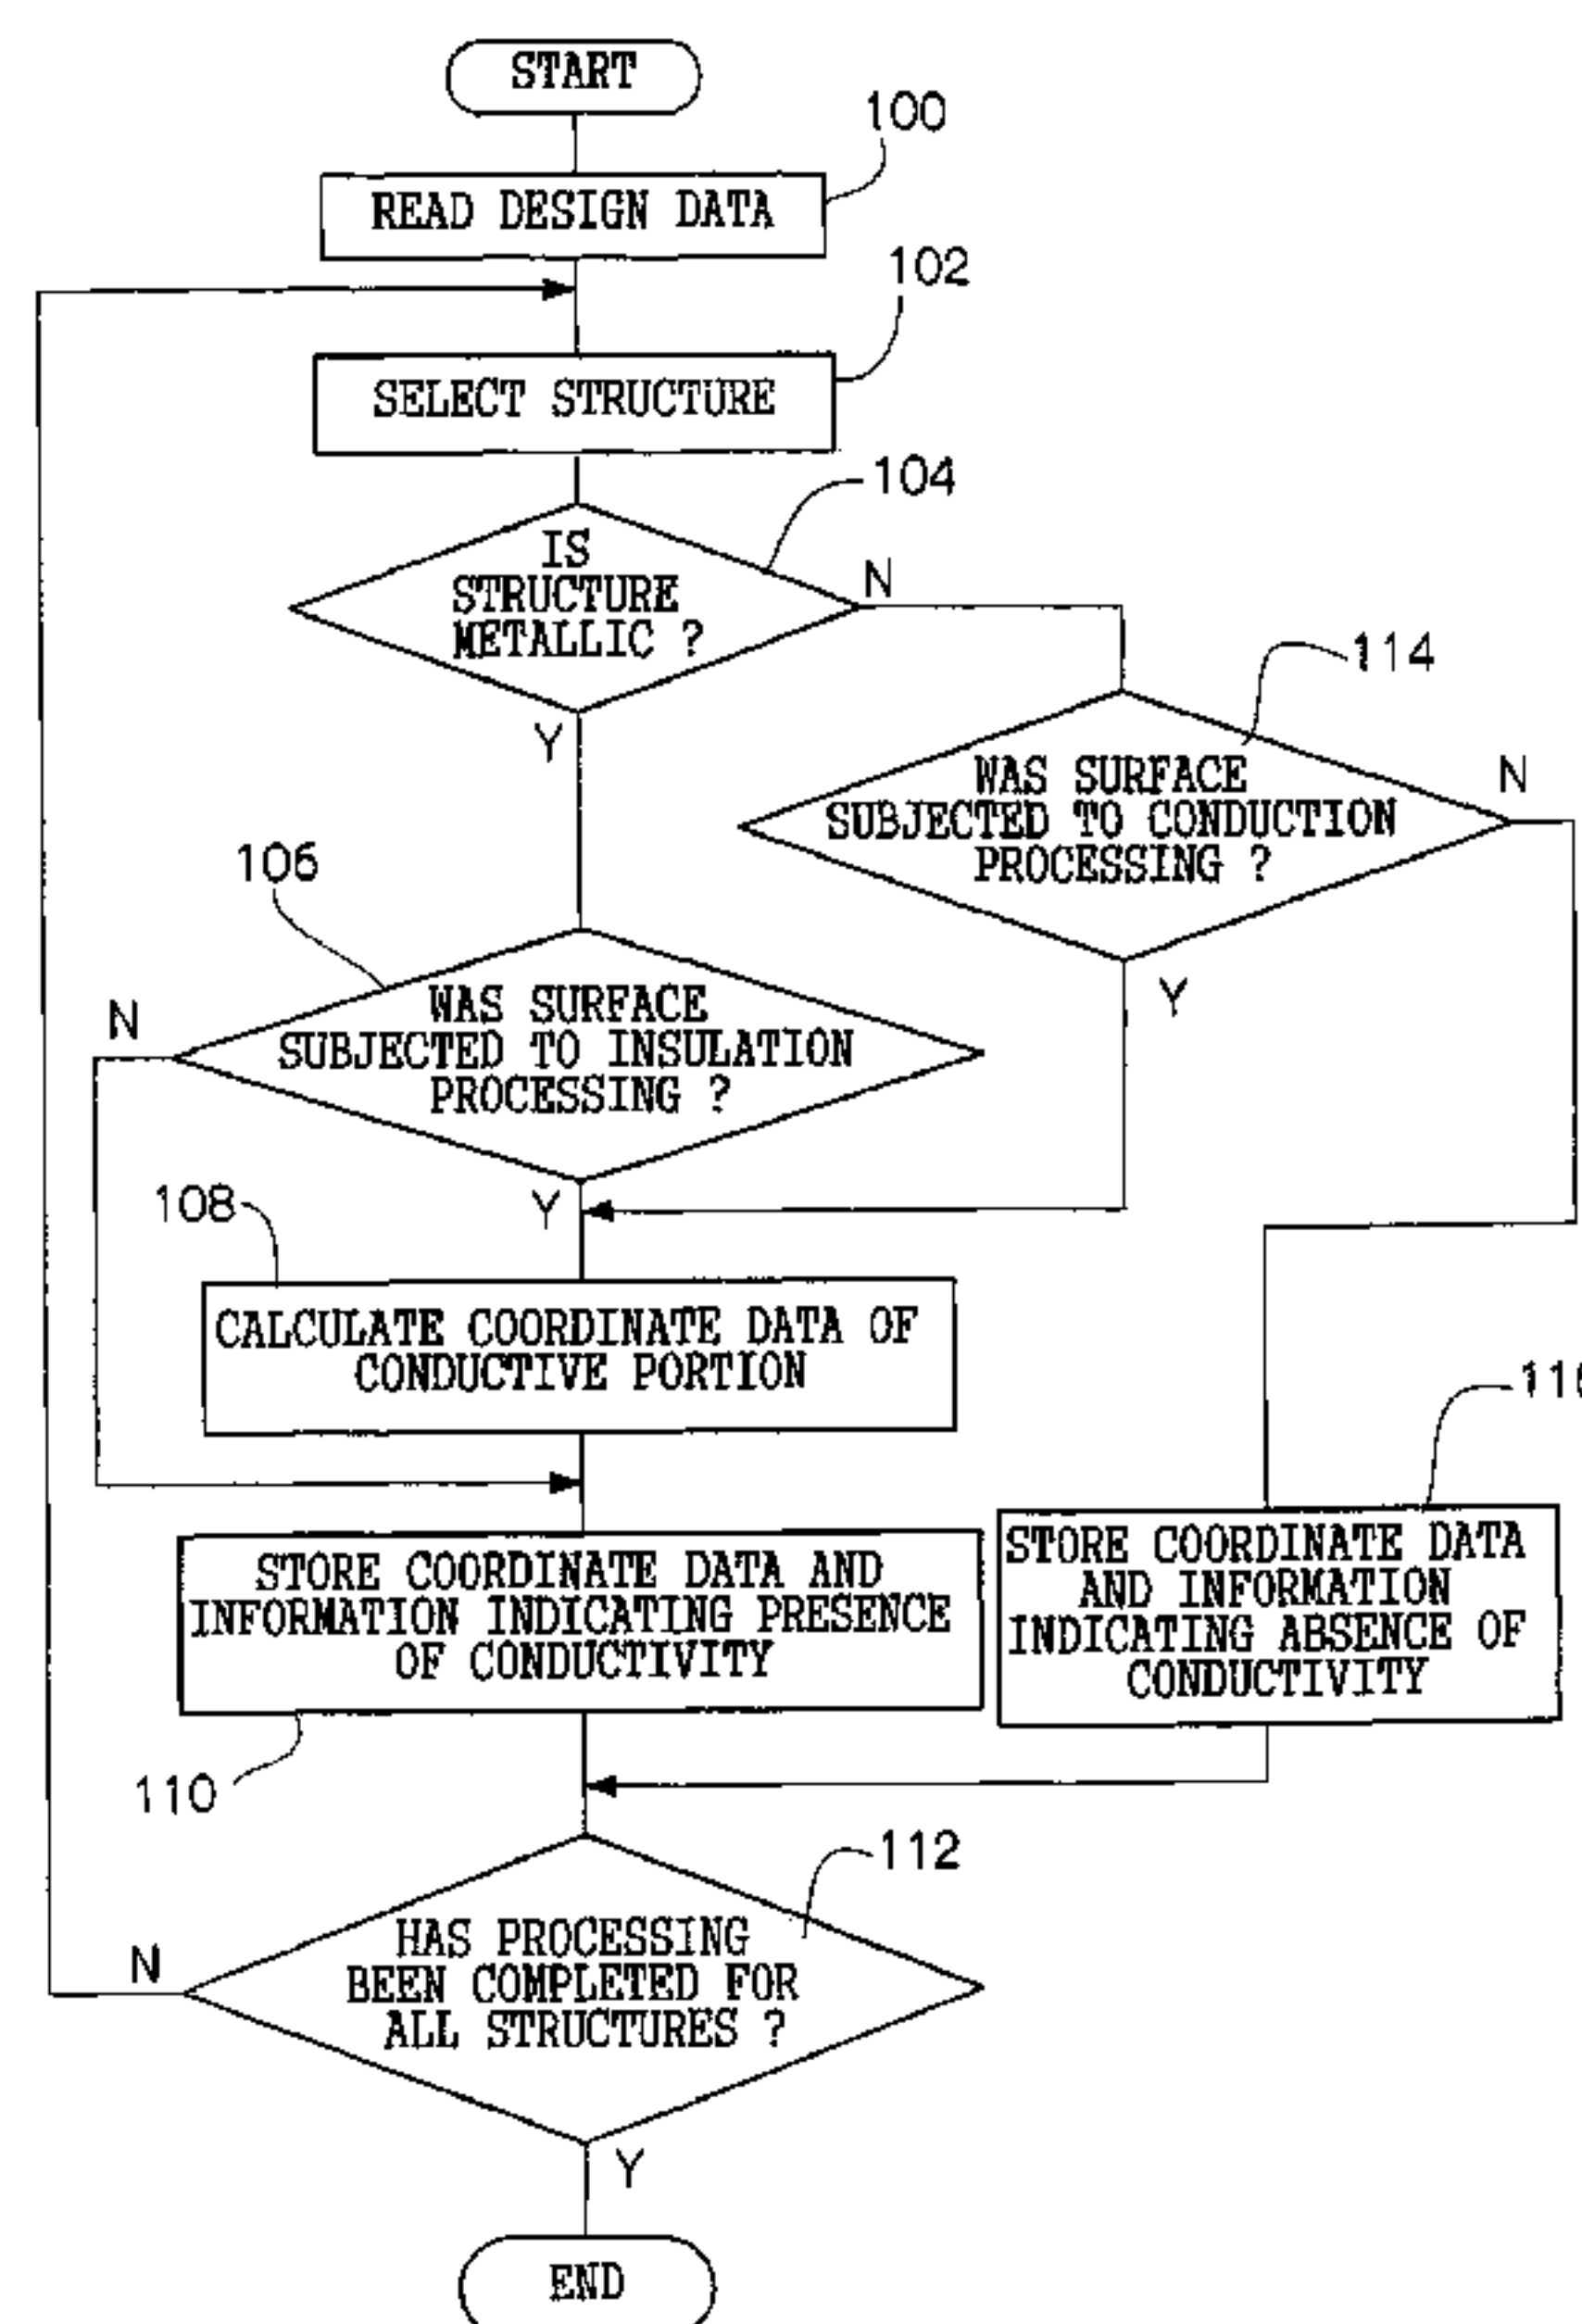 START
100
READ DESIGN DATA
102
SELECT STRUCTURE
104
IS
STRUCTURE
METALLIC ?
N
Y
114
WAS SURFACE
SUBJECTED TO CONDUCTION
PROCESSING ?
N
Y
106
WAS SURFACE
SUBJECTED TO INSULATION
PROCESSING ?
N
Y
108
CALCULATE COORDINATE DATA OF
CONDUCTIVE PORTION
STORE COORDINATE DATA AND
INFORMATION INDICATING PRESENCE
OF CONDUCTIVITY
110
STORE COORDINATE DATA
AND INFORMATION
INDICATING ABSENCE OF
CONDUCTIVITY
112
HAS PROCESSING
BEEN COMPLETED FOR
ALL STRUCTURES ?
N
Y
END